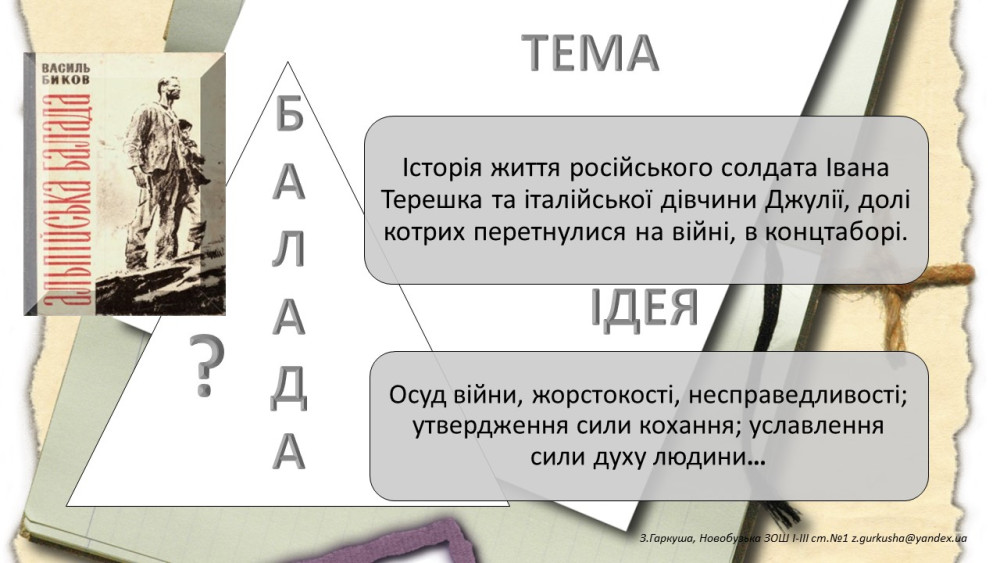 ТЕМА
ВАСИЛЬ
БИКОВ
альпійська балада
БАЛАДА
Історія життя російського солдата Івана
Терешка та італійської дівчини Джулії, долі
котрих перетнулися на війні, в концтаборі.
ІДЕЯ
?
Осуд війни, жорстокості, несправедливості;
утвердження сили кохання; уславлення
сили духу людини...
З.Гаркуша, Новобузька ЗОШ І-ІІІ ст.№1 z.gurkusha@yandex.ua